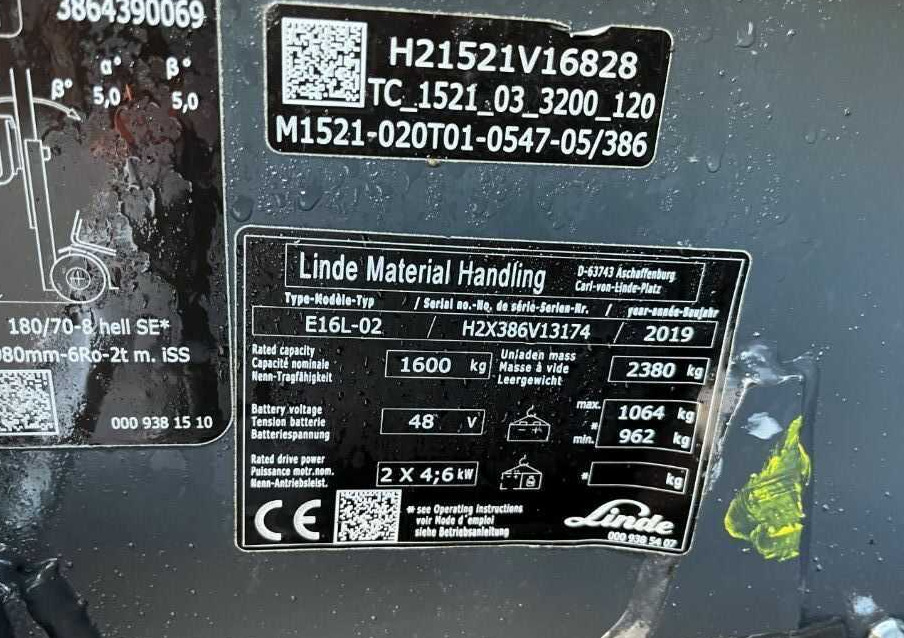 3864390069
α° β°
β° 5,0 5,0
180/70-8 hell SE*
080mm-6Ro-2t m. iSS
000 938 15 10
H21521V16828
TC_1521_03_3200_120
M1521-020T01-0547-05/386
Linde Material Handling
D-63743 Aschaffenburg
Carl-von-Linde-Platz
Type-Modèle-Typ / Serial no.-No. de série-Serien-Nr. / year-année-Baujahr
E16L-02 / H2X386V13174 / 2019
Rated capacity
Capacité nominale
Nenn-Tragfähigkeit
1600 kg
Unladen mass
Masse à vide
Leergewicht
2380 kg
Battery voltage
Tension batterie
Batteriespannung
48 V
max. 1064 kg
*
min. 962 kg
Rated drive power
Puissance motr.nom.
Nenn-Antriebsleist.
2 X 4;6 kW
* kg
CE
* see Operating Instructions
voir Mode d'emploi
siehe Betriebsanleitung
Linde
000 938 54 07